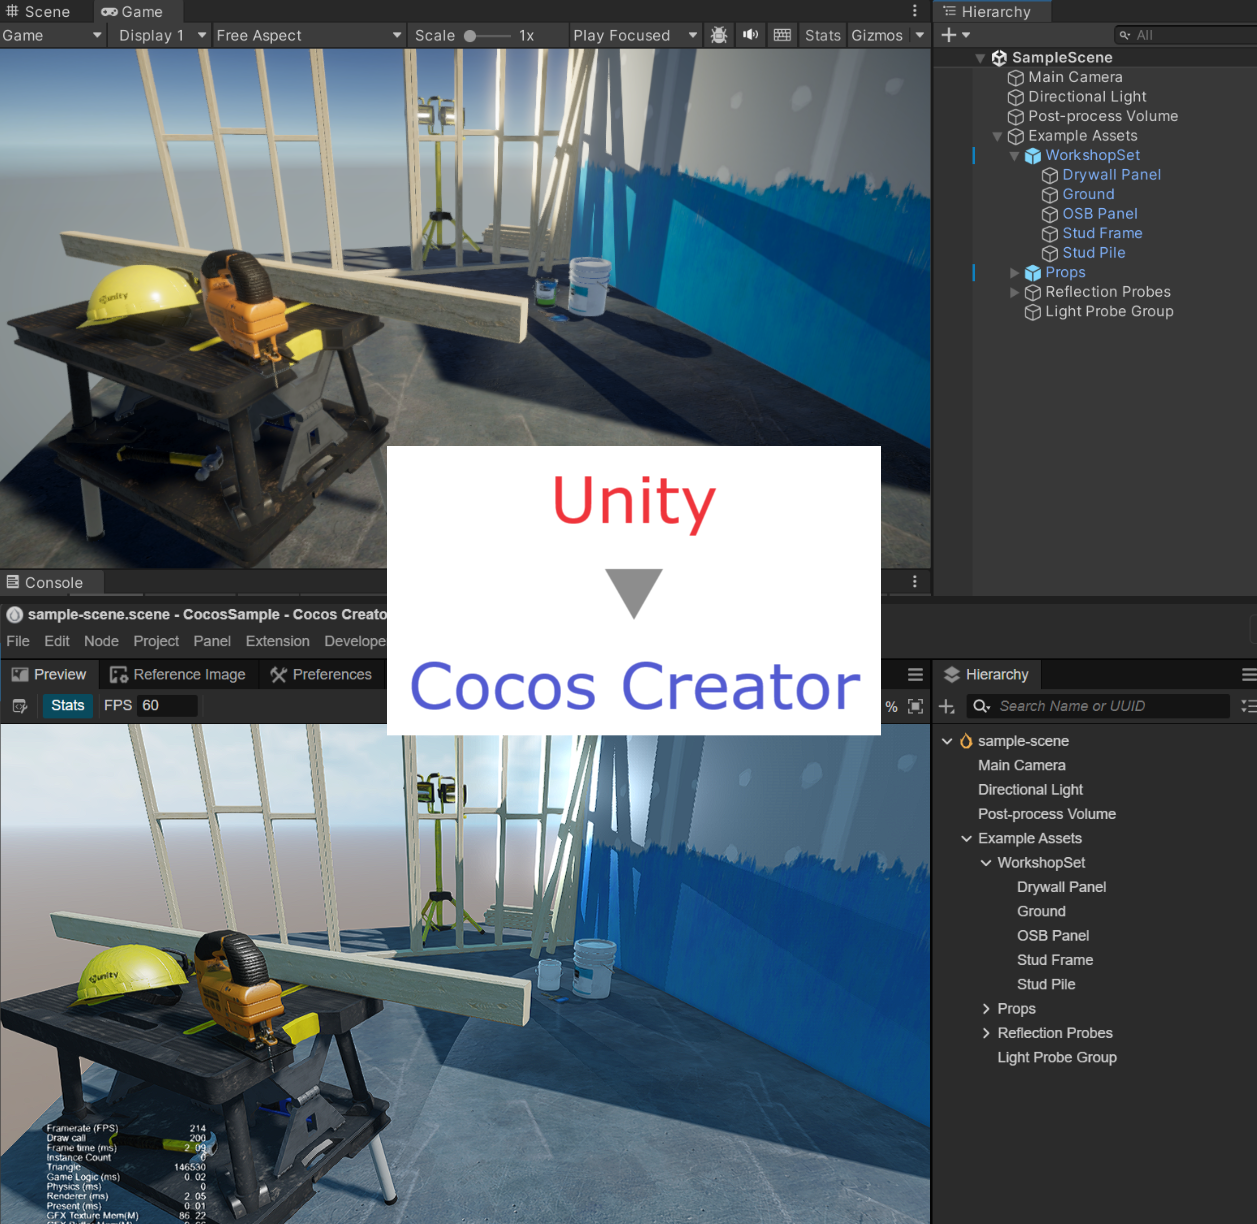 Scene Game
Game Display 1 Free Aspect Scale 1x Play Focused Stats Gizmos
Hierarchy
All
SampleScene
Main Camera
Directional Light
Post-process Volume
Example Assets
WorkshopSet
Drywall Panel
Ground
OSB Panel
Stud Frame
Stud Pile
Props
Reflection Probes
Light Probe Group
unity
Console
Unity
Cocos Creator
sample-scene.scene - CocosSample - Cocos Creato
File Edit Node Project Panel Extension Develope
Preview Reference Image Preferences
Stats FPS 60 %
Hierarchy
Search Name or UUID
sample-scene
Main Camera
Directional Light
Post-process Volume
Example Assets
WorkshopSet
Drywall Panel
Ground
OSB Panel
Stud Frame
Stud Pile
Props
Reflection Probes
Light Probe Group
unity
Framerate (FPS) 214
Draw call 200
Frame time (ms) 2.09
Instance Count 0
Triangle 146530
Game Logic (ms) 0.02
Physics (ms) 0
Renderer (ms) 2.05
Present (ms) 0.01
GFX Texture Mem(M) 86.22